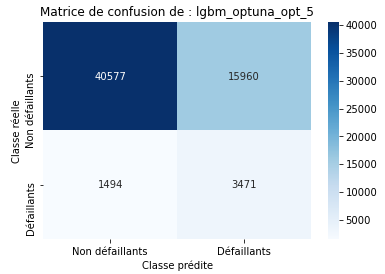 Matrice de confusion de : lgbm_optuna_opt_5
Classe réelle
Non défaillants
Défaillants
40577
15960
1494
3471
Non défaillants
Défaillants
Classe prédite
40000
35000
30000
25000
20000
15000
10000
5000